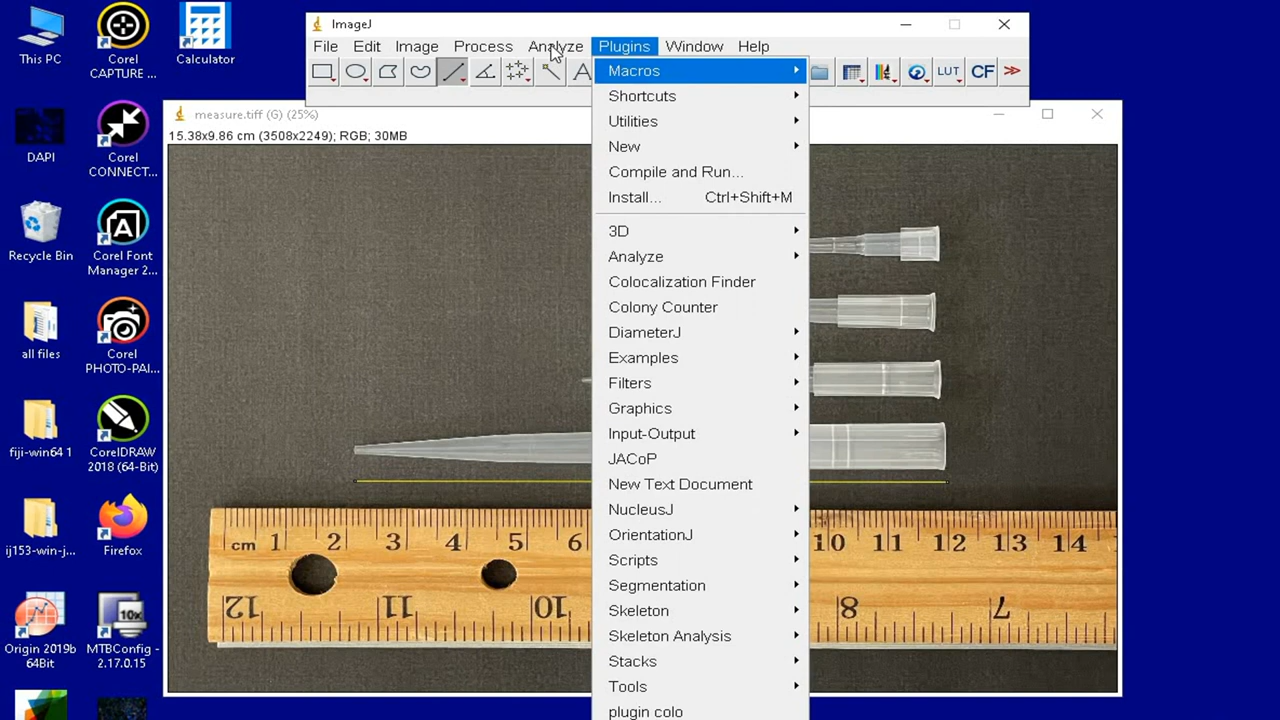 This PC
Corel
CAPTURE ...
Calculator
DAPI
Corel
CONNECT...
Recycle Bin
Corel Font
Manager 2...
all files
Corel
PHOTO-PAI...
fiji-win64 1
CorelDRAW
2018 (64-Bit)
ij153-win-j...
Firefox
Origin 2019b
64Bit
10x
MTBConfig -
2.17.0.15
ImageJ
File Edit Image Process Analyze Plugins Window Help
A LUT CF >>
measure.tiff (G) (25%)
15.38x9.86 cm (3508x2249); RGB; 30MB
Macros
Shortcuts
Utilities
New
Compile and Run...
Install... Ctrl+Shift+M
3D
Analyze
Colocalization Finder
Colony Counter
DiameterJ
Examples
Filters
Graphics
Input-Output
JACoP
New Text Document
NucleusJ
OrientationJ
Scripts
Segmentation
Skeleton
Skeleton Analysis
Stacks
Tools
plugin colo
cm 1 2 3 4 5 6 10 11 12 13 14
12 11 10 8 7